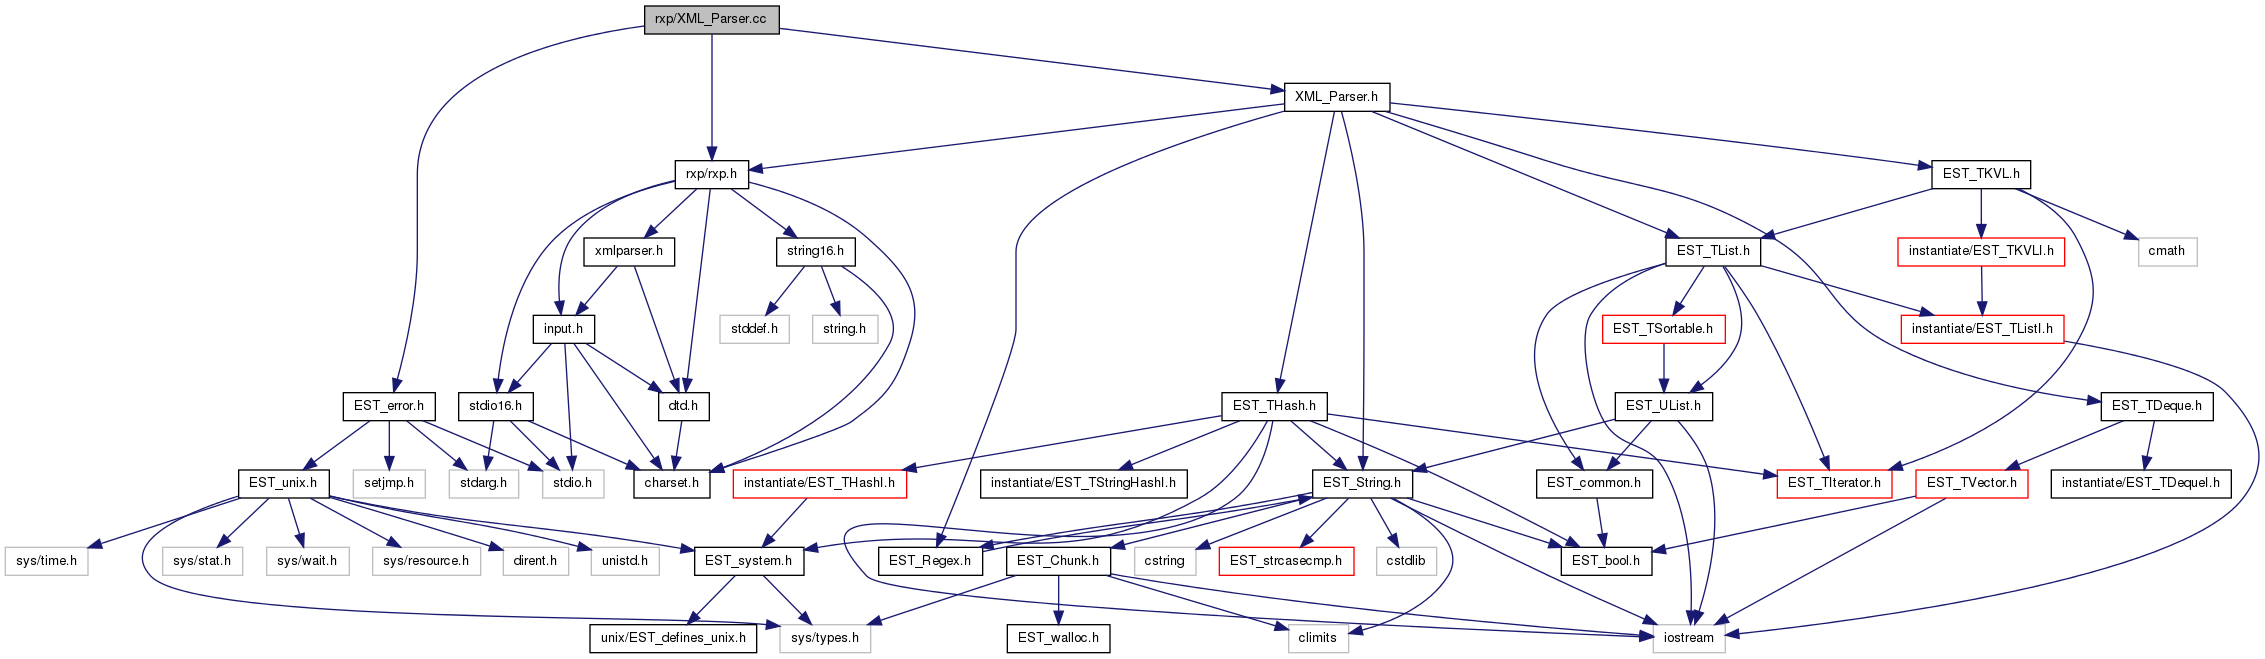 rxp/XML_Parser.cc
XML_Parser.h
rxp/rxp.h
EST_TKVL.h
xmlparser.h
string16.h
EST_TList.h
instantiate/EST_TKVLI.h
cmath
input.h
stddef.h
string.h
EST_TSortable.h
instantiate/EST_TListI.h
EST_error.h
stdio16.h
dtd.h
EST_THash.h
EST_UList.h
EST_TDeque.h
EST_unix.h
setjmp.h
stdarg.h
stdio.h
charset.h
instantiate/EST_THashI.h
instantiate/EST_TStringHashI.h
EST_String.h
EST_common.h
EST_TIterator.h
EST_TVector.h
instantiate/EST_TDequeI.h
sys/time.h
sys/stat.h
sys/wait.h
sys/resource.h
dirent.h
unistd.h
EST_system.h
EST_Regex.h
EST_Chunk.h
cstring
EST_strcasecmp.h
cstdlib
EST_bool.h
unix/EST_defines_unix.h
sys/types.h
EST_walloc.h
climits
iostream